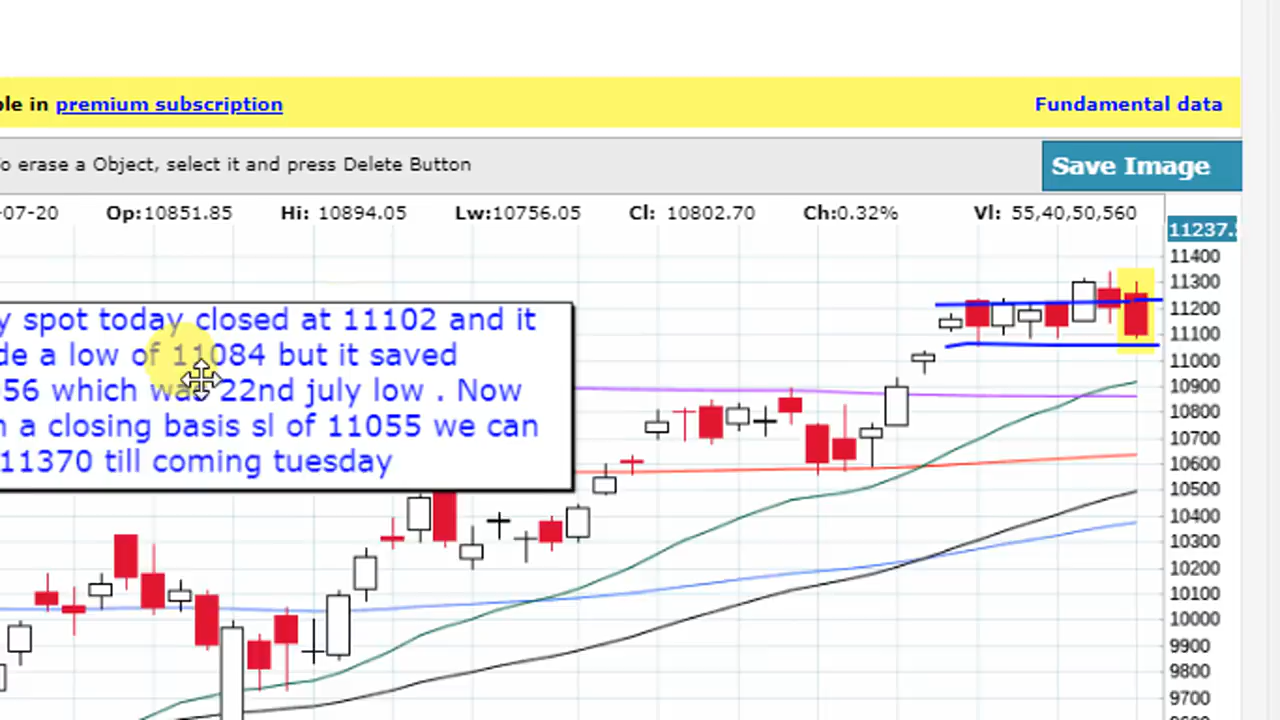 ble in premium subscription Fundamental data
To erase a Object, select it and press Delete Button Save Image
-07-20 Op:10851.85 Hi: 10894.05 Lw:10756.05 Cl: 10802.70 Ch:0.32% Vl: 55,40,50,560
11237.
11400
11300
11200
11100
11000
10900
10800
10700
10600
10500
10400
10300
10200
10100
10000
9900
9800
9700
y spot today closed at 11102 and it
de a low of 11084 but it saved
56 which was 22nd july low . Now
n a closing basis sl of 11055 we can
11370 till coming tuesday